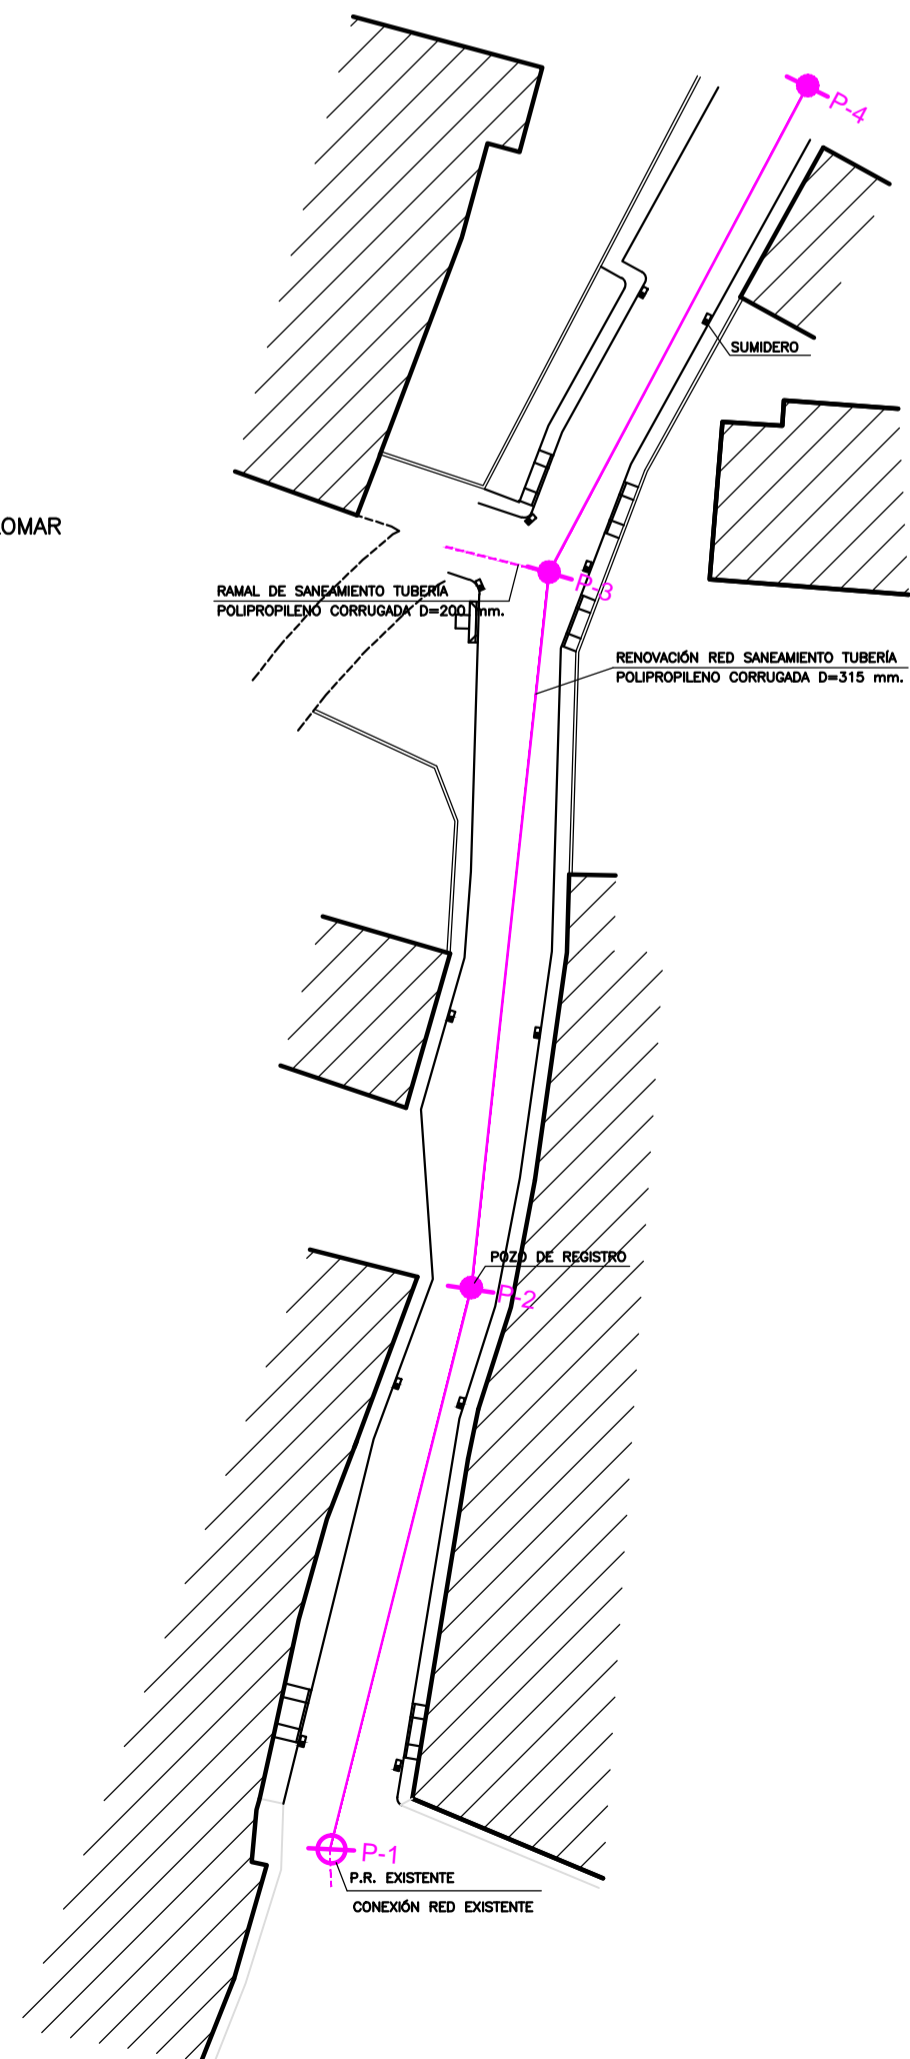 P-4
SUMIDERO
RAMAL DE SANEAMIENTO TUBERÍA
POLIPROPILENO CORRUGADA D=200 mm.
P-3
RENOVACIÓN RED SANEAMIENTO TUBERÍA
POLIPROPILENO CORRUGADA D=315 mm.
POZO DE REGISTRO
P-2
P-1
P.R. EXISTENTE
CONEXIÓN RED EXISTENTE